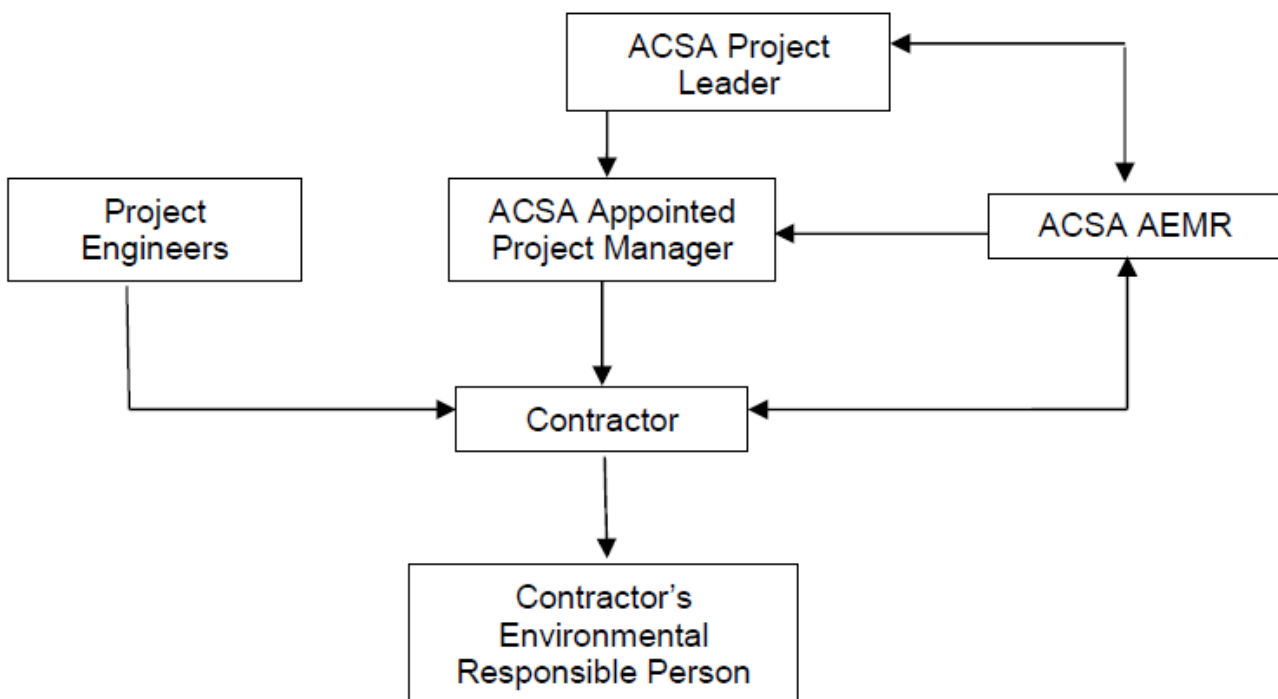 ACSA Project
Leader
Project
Engineers
ACSA Appointed
Project Manager
ACSA AEMR
Contractor
Contractor’s
Environmental
Responsible Person